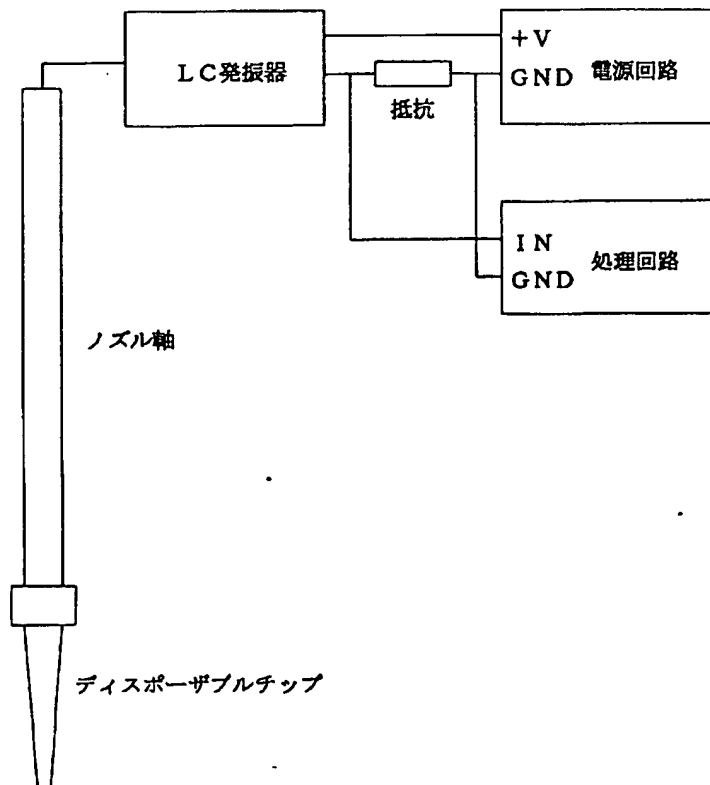 LC発振器
+V
GND
電源回路
抵抗
IN
GND
処理回路
ノズル軸
ディスポーザブルチップ